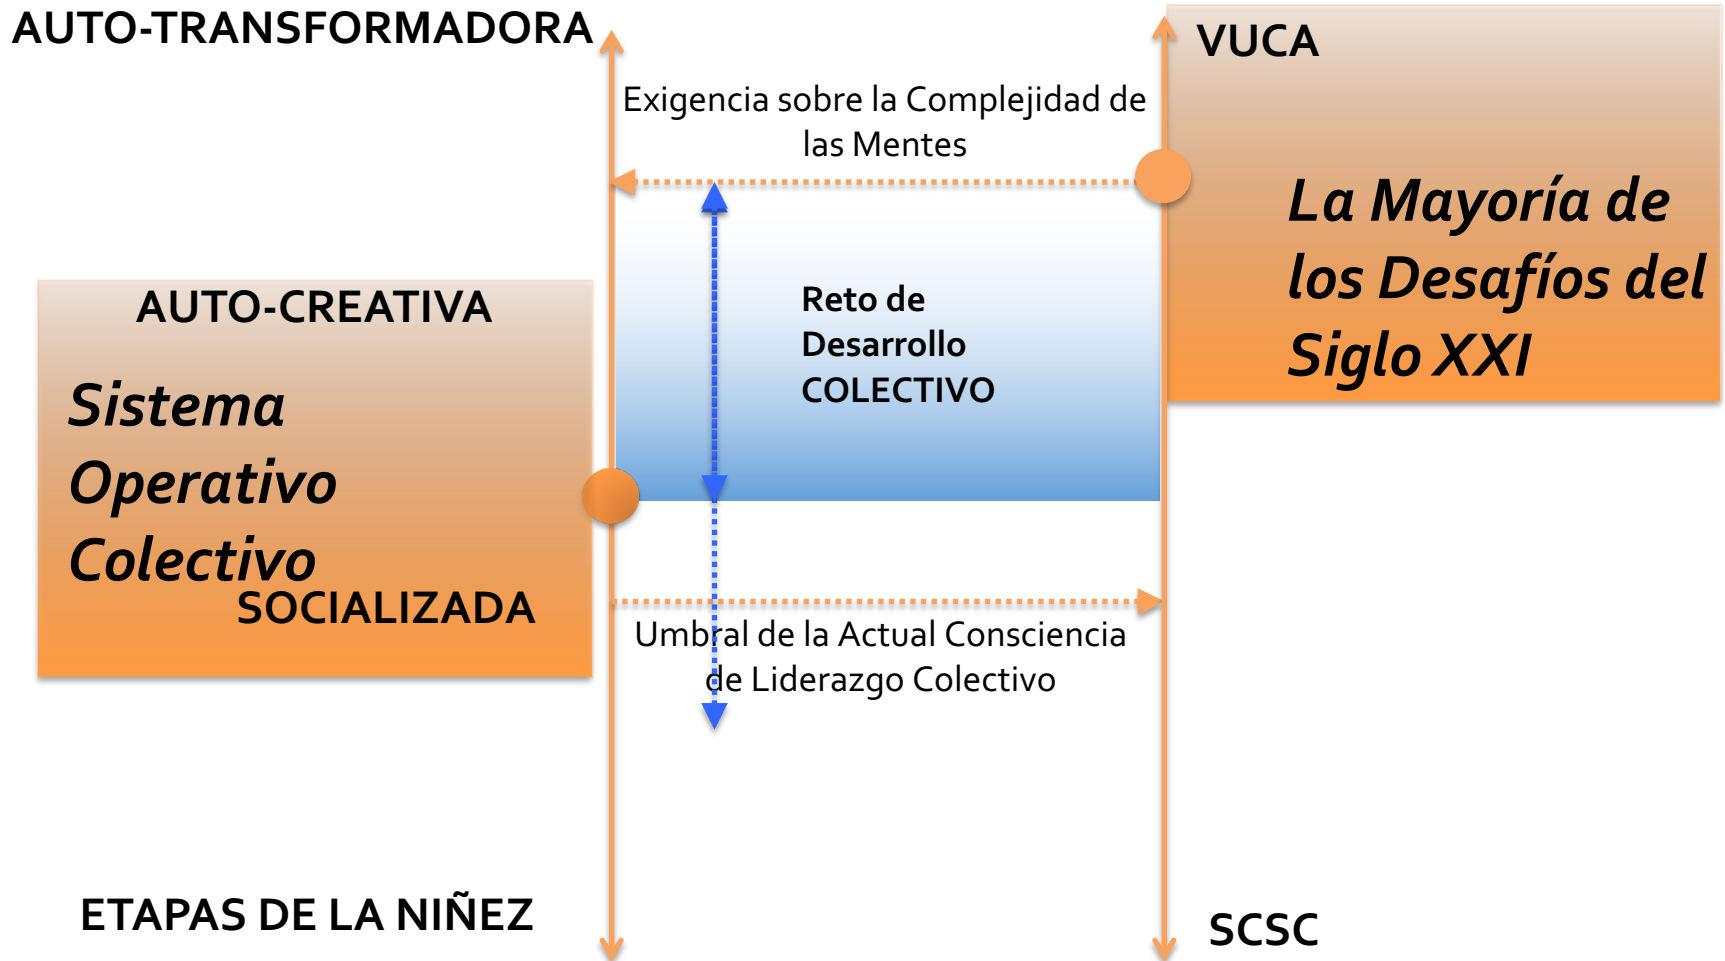 AUTO-TRANSFORMADORA
VUCA
Exigencia sobre la Complejidad de
las Mentes
La Mayoría de
los Desafíos del
Siglo XXI
AUTO-CREATIVA
Sistema
Operativo
Colectivo
SOCIALIZADA
Reto de
Desarrollo
COLECTIVO
Umbral de la Actual Consciencia
de Liderazgo Colectivo
ETAPAS DE LA NIÑEZ
SCSC